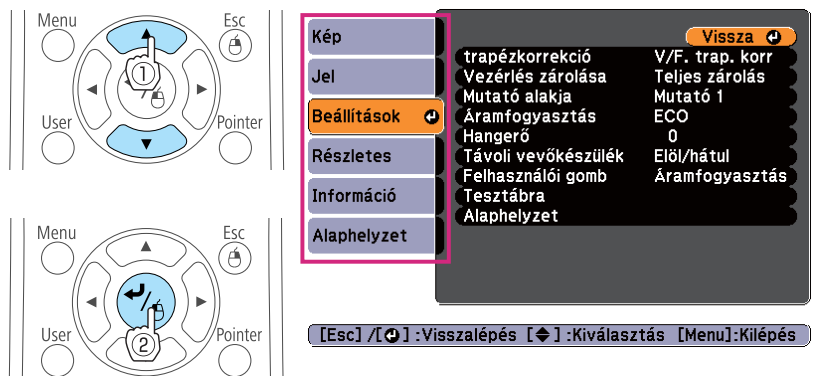 Menu
Esc
①
User
Pointer
Menu
Esc
User
Pointer
②
Kép
Jel
Beállítások
Részletes
Információ
Alaphelyzet
Vissza
trapézkorrekció V/F. trap. korr
Vezérlés zárolása Teljes zárolás
Mutató alakja Mutató 1
Áramfogyasztás ECO
Hangerő 0
Távoli vevőkészülék Elöl/hátul
Felhasználói gomb Áramfogyasztás
Tesztábra
Alaphelyzet
[Esc] /[⏎] :Visszalépés [◆] :Kiválasztás [Menu]:Kilépés